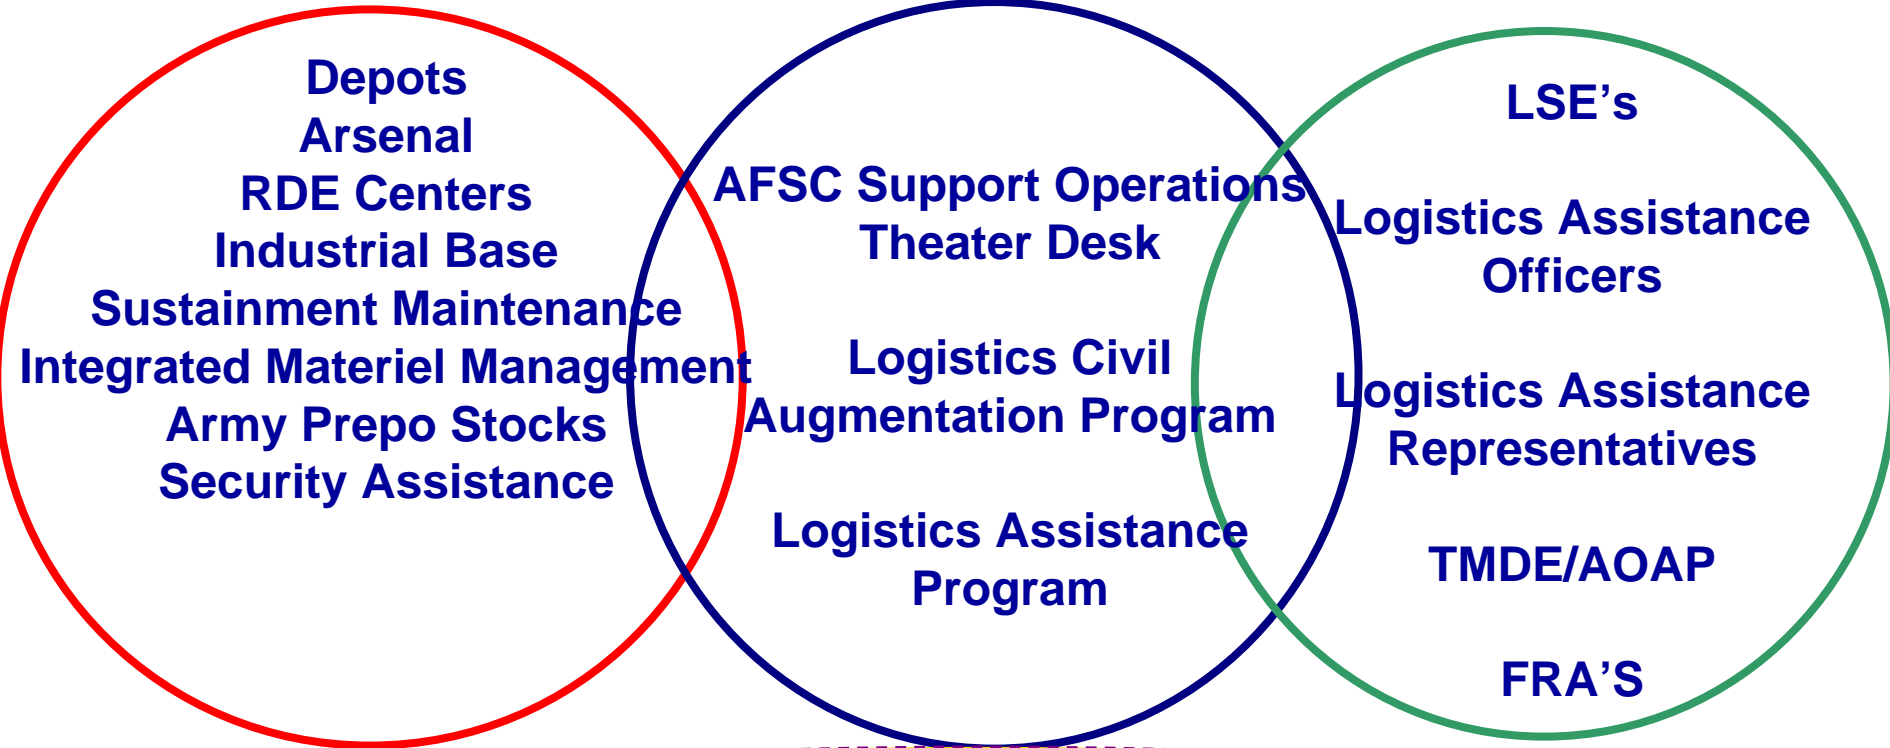 Depots
Arsenal
RDE Centers
Industrial Base
Sustainment Maintenance
Integrated Materiel Management
Army Prepo Stocks
Security Assistance
AFSC Support Operations
Theater Desk
Logistics Civil
Augmentation Program
Logistics Assistance
Program
LSE’s
Logistics Assistance
Officers
Logistics Assistance
Representatives
TMDE/AOAP
FRA’S